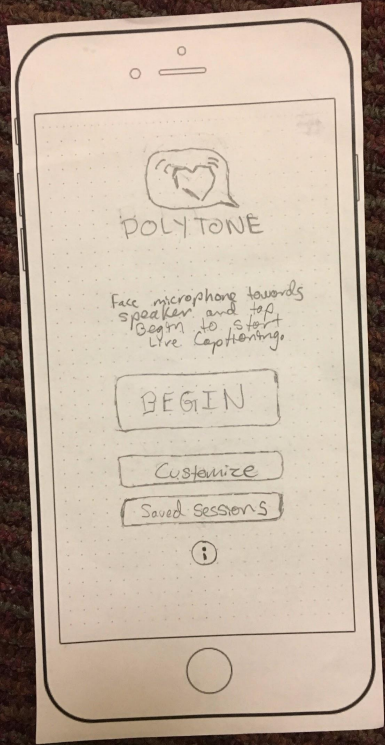 POLYTONE
Face microphone towards
speaker and tap
Begin to start
Live Captioning.
BEGIN
Customize
Saved Sessions
i